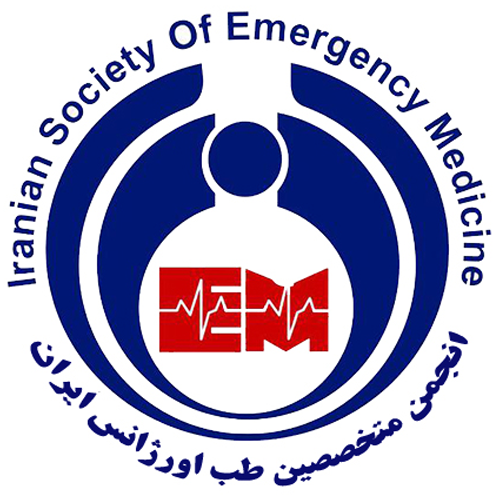 Iranian Society Of Emergency Medicine
EM
انجمن متخصصین طب اورژانس ایران